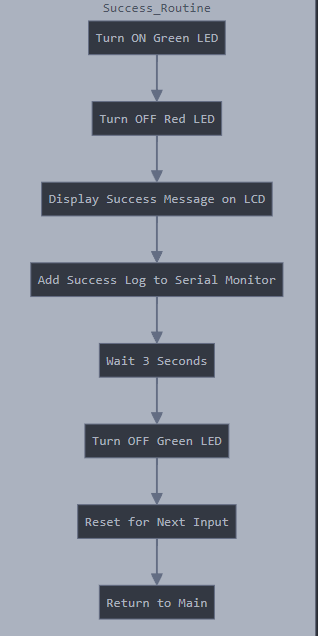 Success_Routine
Turn ON Green LED
Turn OFF Red LED
Display Success Message on LCD
Add Success Log to Serial Monitor
Wait 3 Seconds
Turn OFF Green LED
Reset for Next Input
Return to Main